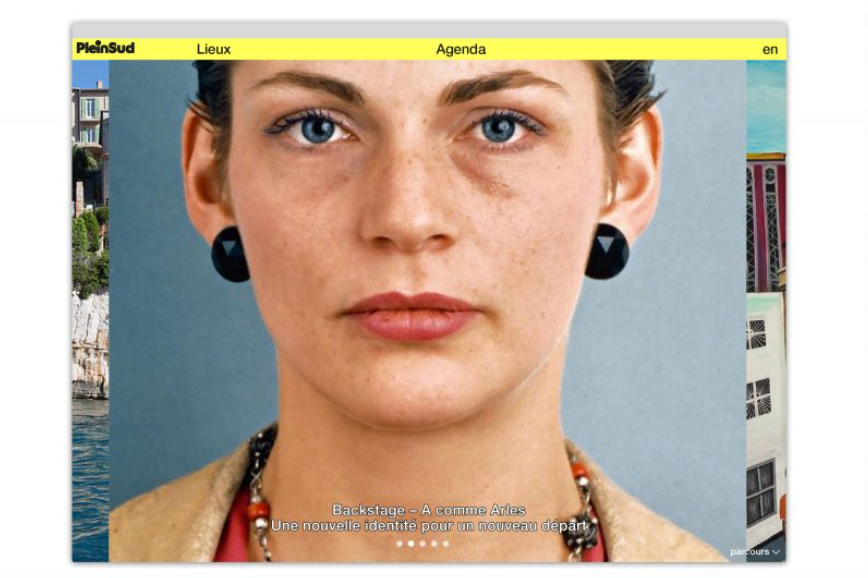 PleinSud
Lieux
Agenda
en
Backstage – A comme Arles
Une nouvelle identité pour un nouveau départ
parcours